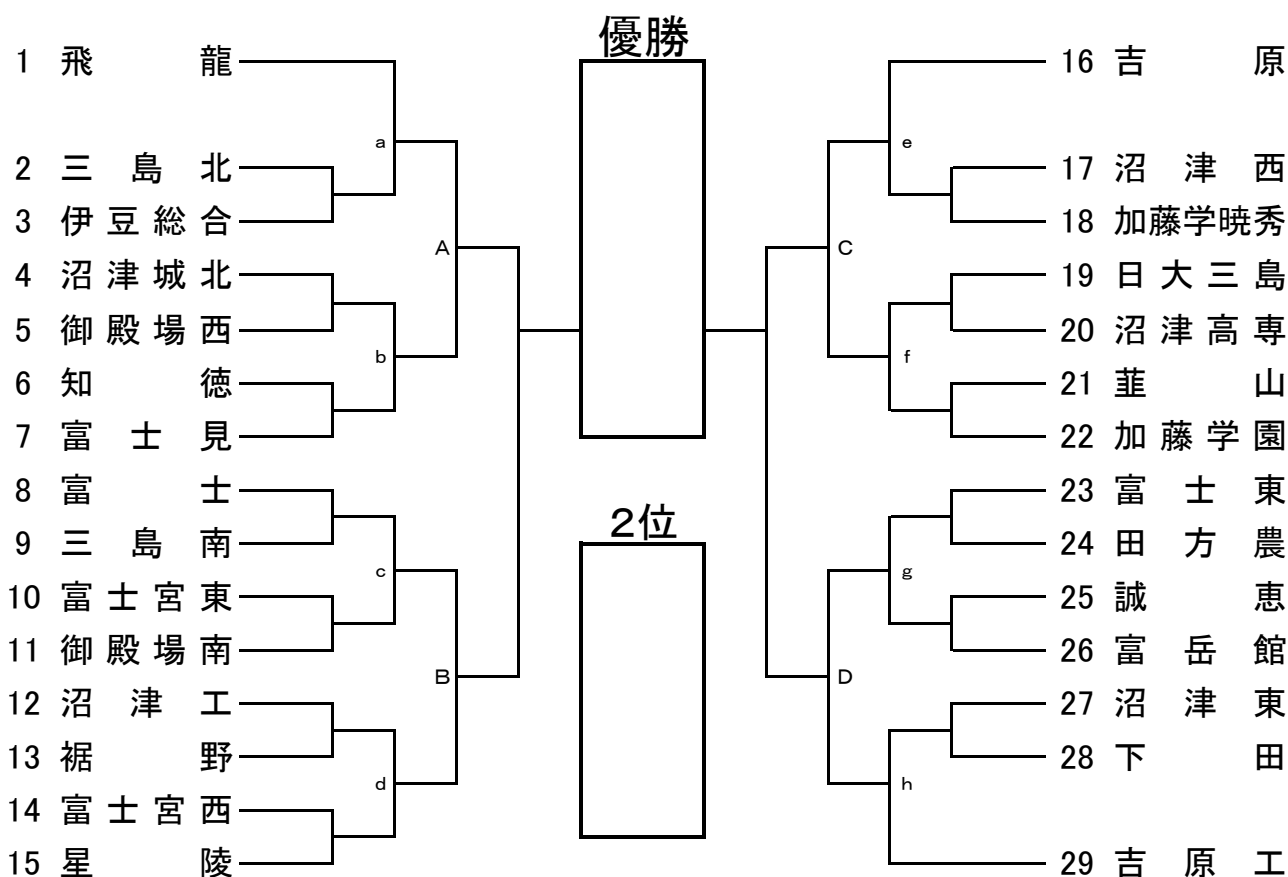 優勝
1 飛龍
2 三島北
3 伊豆総合
4 沼津城北
5 御殿場西
6 知徳
7 富士見
8 富士
9 三島南
10 富士宮東
11 御殿場南
12 沼津工
13 裾野
14 富士宮西
15 星陵
a
b
c
d
A
B
2位
C
D
e
f
g
h
16 吉原
17 沼津西
18 加藤学暁秀
19 日大三島
20 沼津高専
21 韮山
22 加藤学園
23 富士東
24 田方農
25 誠恵
26 富岳館
27 沼津東
28 下田
29 吉原工